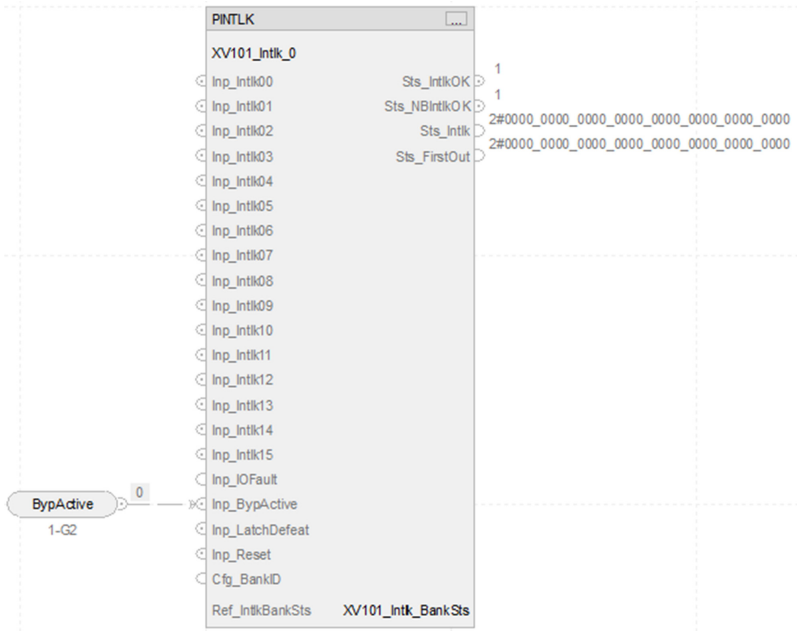 PINTLK ...
XV101_Intlk_0
1
Inp_Intlk00 Sts_IntlkOK
1
Inp_Intlk01 Sts_NBIntlkOK
2#0000_0000_0000_0000_0000_0000_0000_0000
Inp_Intlk02 Sts_Intlk
2#0000_0000_0000_0000_0000_0000_0000_0000
Inp_Intlk03 Sts_FirstOut
Inp_Intlk04
Inp_Intlk05
Inp_Intlk06
Inp_Intlk07
Inp_Intlk08
Inp_Intlk09
Inp_Intlk10
Inp_Intlk11
Inp_Intlk12
Inp_Intlk13
Inp_Intlk14
Inp_Intlk15
Inp_IOFault
0
BypActive Inp_BypActive
1-G2 Inp_LatchDefeat
Inp_Reset
Cfg_BankID
Ref_IntlkBankSts XV101_Intlk_BankSts